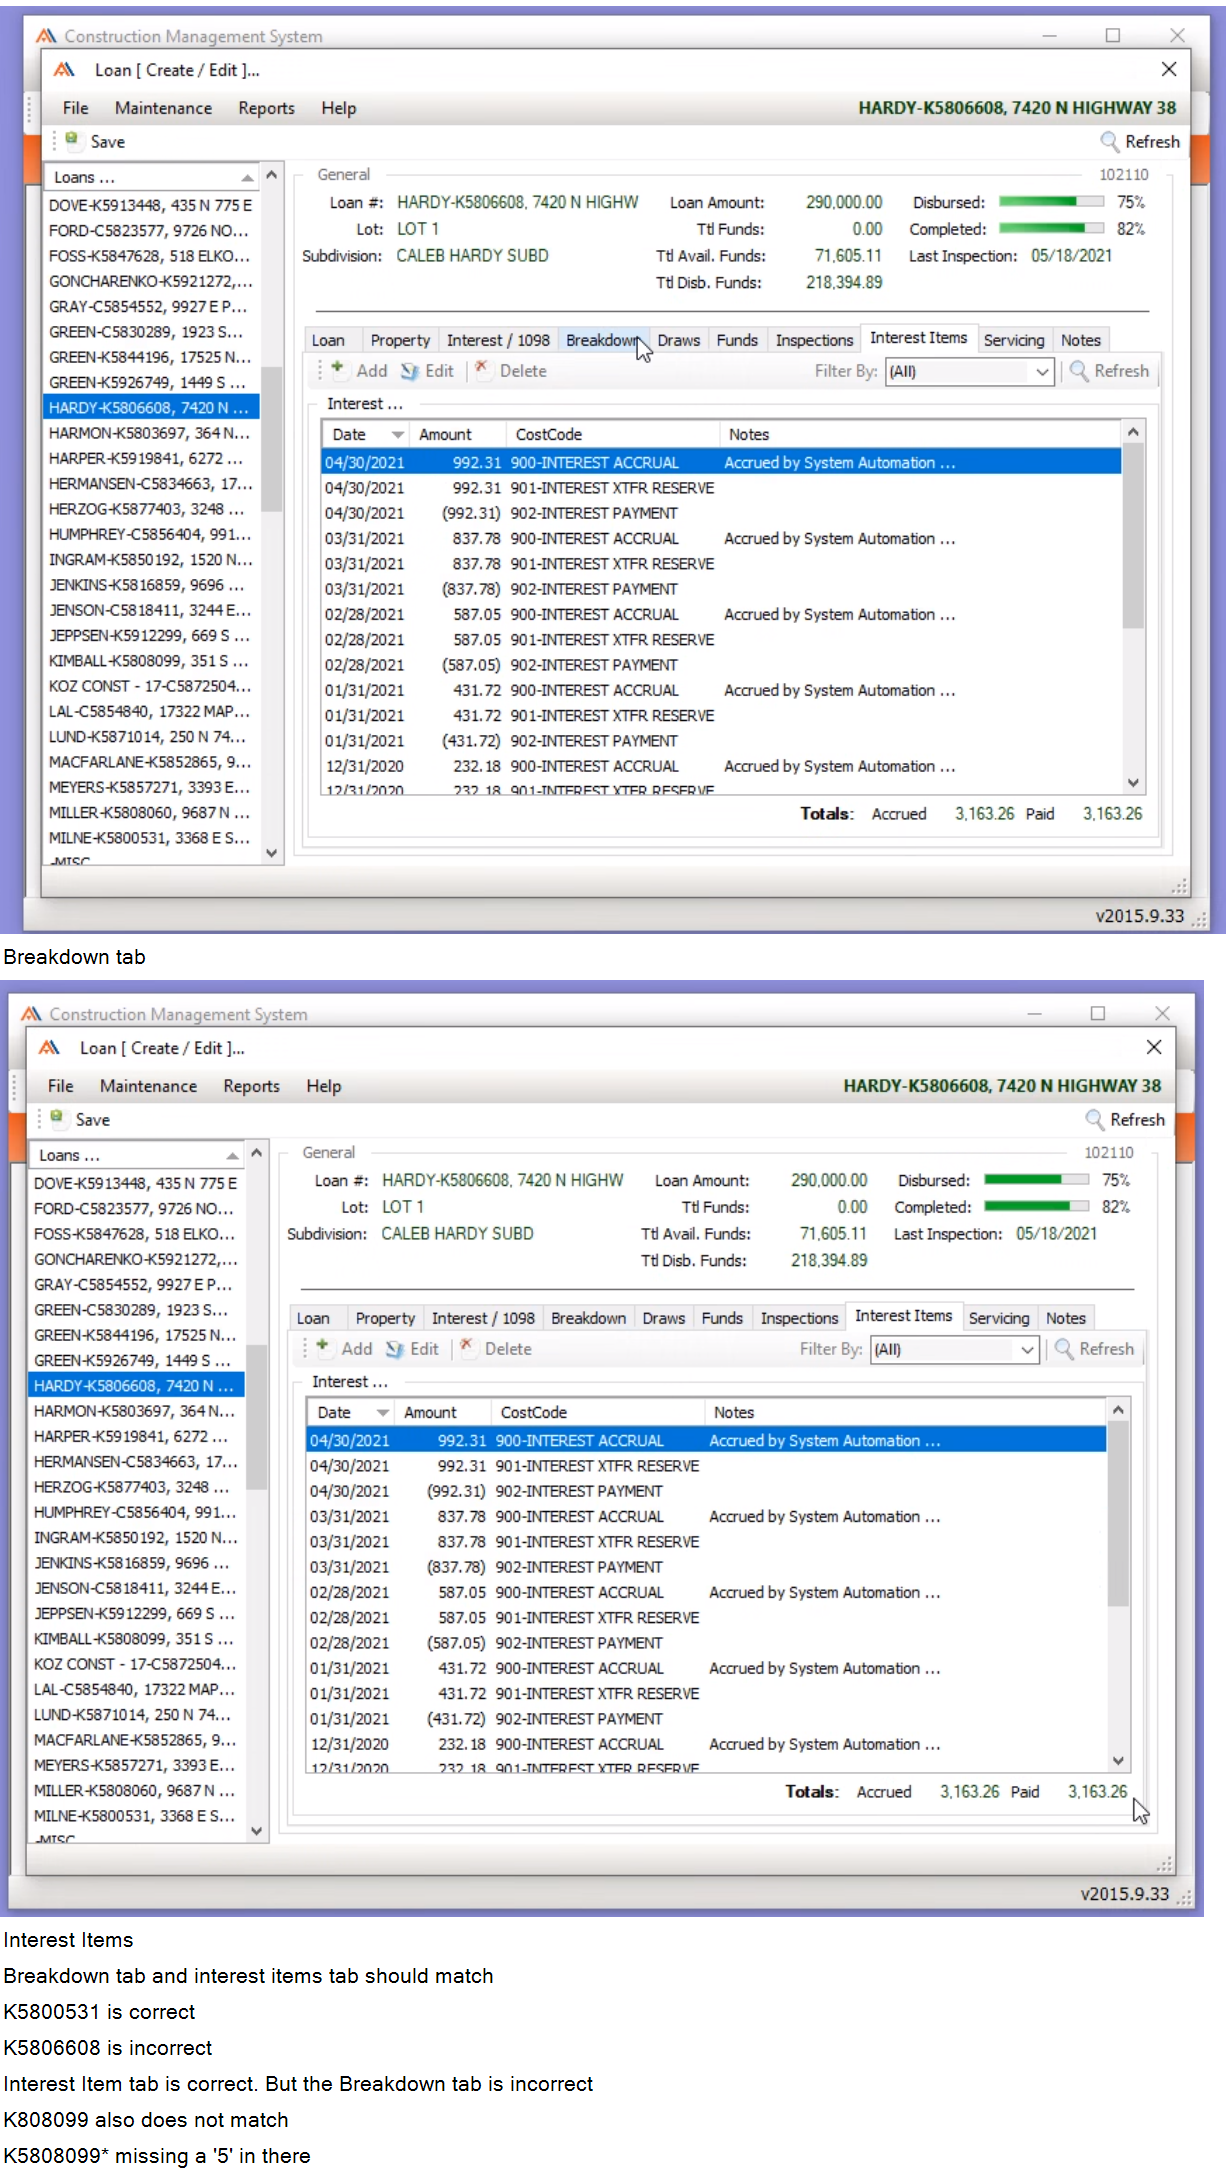 Construction Management System
Loan [ Create / Edit ]...
File Maintenance Reports Help HARDY-K5806608, 7420 N HIGHWAY 38
Save Refresh
Loans ...
DOVE-K5913448, 435 N 775 E
FORD-C5823577, 9726 NO...
FOSS-K5847628, 518 ELKO...
GONCHARENKO-K5921272,...
GRAY-C5854552, 9927 E P...
GREEN-C5830289, 1923 S...
GREEN-K5844196, 17525 N...
GREEN-K5926749, 1449 S ...
HARDY-K5806608, 7420 N ...
HARMON-K5803697, 364 N...
HARPER-K5919841, 6272 ...
HERMANSEN-C5834663, 17...
HERZOG-K5877403, 3248 ...
HUMPHREY-C5856404, 991...
INGRAM-K5850192, 1520 N...
JENKINS-K5816859, 9696 ...
JENSON-C5818411, 3244 E...
JEPPSEN-K5912299, 669 S ...
KIMBALL-K5808099, 351 S ...
KOZ CONST - 17-C5872504...
LAL-C5854840, 17322 MAP...
LUND-K5871014, 250 N 74...
MACFARLANE-K5852865, 9...
MEYERS-K5857271, 3393 E...
MILLER-K5808060, 9687 N ...
MILNE-K5800531, 3368 E S...
-MISC
General 102110
Loan #: HARDY-K5806608, 7420 N HIGHW Loan Amount: 290,000.00 Disbursed: 75%
Lot: LOT 1 Ttl Funds: 0.00 Completed: 82%
Subdivision: CALEB HARDY SUBD Ttl Avail. Funds: 71,605.11 Last Inspection: 05/18/2021
Ttl Disb. Funds: 218,394.89
Loan Property Interest / 1098 Breakdown Draws Funds Inspections Interest Items Servicing Notes
Add Edit Delete Filter By: (All) Refresh
Interest ...
Date Amount CostCode Notes
04/30/2021 992.31 900-INTEREST ACCRUAL Accrued by System Automation ...
04/30/2021 992.31 901-INTEREST XTFR RESERVE
04/30/2021 (992.31) 902-INTEREST PAYMENT
03/31/2021 837.78 900-INTEREST ACCRUAL Accrued by System Automation ...
03/31/2021 837.78 901-INTEREST XTFR RESERVE
03/31/2021 (837.78) 902-INTEREST PAYMENT
02/28/2021 587.05 900-INTEREST ACCRUAL Accrued by System Automation ...
02/28/2021 587.05 901-INTEREST XTFR RESERVE
02/28/2021 (587.05) 902-INTEREST PAYMENT
01/31/2021 431.72 900-INTEREST ACCRUAL Accrued by System Automation ...
01/31/2021 431.72 901-INTEREST XTFR RESERVE
01/31/2021 (431.72) 902-INTEREST PAYMENT
12/31/2020 232.18 900-INTEREST ACCRUAL Accrued by System Automation ...
12/31/2020 232.18 901-INTEREST XTFR RESERVE
Totals: Accrued 3,163.26 Paid 3,163.26
v2015.9.33
Breakdown tab
Construction Management System
Loan [ Create / Edit ]...
File Maintenance Reports Help HARDY-K5806608, 7420 N HIGHWAY 38
Save Refresh
Loans ...
DOVE-K5913448, 435 N 775 E
FORD-C5823577, 9726 NO...
FOSS-K5847628, 518 ELKO...
GONCHARENKO-K5921272,...
GRAY-C5854552, 9927 E P...
GREEN-C5830289, 1923 S...
GREEN-K5844196, 17525 N...
GREEN-K5926749, 1449 S ...
HARDY-K5806608, 7420 N ...
HARMON-K5803697, 364 N...
HARPER-K5919841, 6272 ...
HERMANSEN-C5834663, 17...
HERZOG-K5877403, 3248 ...
HUMPHREY-C5856404, 991...
INGRAM-K5850192, 1520 N...
JENKINS-K5816859, 9696 ...
JENSON-C5818411, 3244 E...
JEPPSEN-K5912299, 669 S ...
KIMBALL-K5808099, 351 S ...
KOZ CONST - 17-C5872504...
LAL-C5854840, 17322 MAP...
LUND-K5871014, 250 N 74...
MACFARLANE-K5852865, 9...
MEYERS-K5857271, 3393 E...
MILLER-K5808060, 9687 N ...
MILNE-K5800531, 3368 E S...
-MISC
General 102110
Loan #: HARDY-K5806608, 7420 N HIGHW Loan Amount: 290,000.00 Disbursed: 75%
Lot: LOT 1 Ttl Funds: 0.00 Completed: 82%
Subdivision: CALEB HARDY SUBD Ttl Avail. Funds: 71,605.11 Last Inspection: 05/18/2021
Ttl Disb. Funds: 218,394.89
Loan Property Interest / 1098 Breakdown Draws Funds Inspections Interest Items Servicing Notes
Add Edit Delete Filter By: (All) Refresh
Interest ...
Date Amount CostCode Notes
04/30/2021 992.31 900-INTEREST ACCRUAL Accrued by System Automation ...
04/30/2021 992.31 901-INTEREST XTFR RESERVE
04/30/2021 (992.31) 902-INTEREST PAYMENT
03/31/2021 837.78 900-INTEREST ACCRUAL Accrued by System Automation ...
03/31/2021 837.78 901-INTEREST XTFR RESERVE
03/31/2021 (837.78) 902-INTEREST PAYMENT
02/28/2021 587.05 900-INTEREST ACCRUAL Accrued by System Automation ...
02/28/2021 587.05 901-INTEREST XTFR RESERVE
02/28/2021 (587.05) 902-INTEREST PAYMENT
01/31/2021 431.72 900-INTEREST ACCRUAL Accrued by System Automation ...
01/31/2021 431.72 901-INTEREST XTFR RESERVE
01/31/2021 (431.72) 902-INTEREST PAYMENT
12/31/2020 232.18 900-INTEREST ACCRUAL Accrued by System Automation ...
12/31/2020 232.18 901-INTEREST XTFR RESERVE
Totals: Accrued 3,163.26 Paid 3,163.26
v2015.9.33
Interest Items
Breakdown tab and interest items tab should match
K5800531 is correct
K5806608 is incorrect
Interest Item tab is correct. But the Breakdown tab is incorrect
K808099 also does not match
K5808099* missing a '5' in there